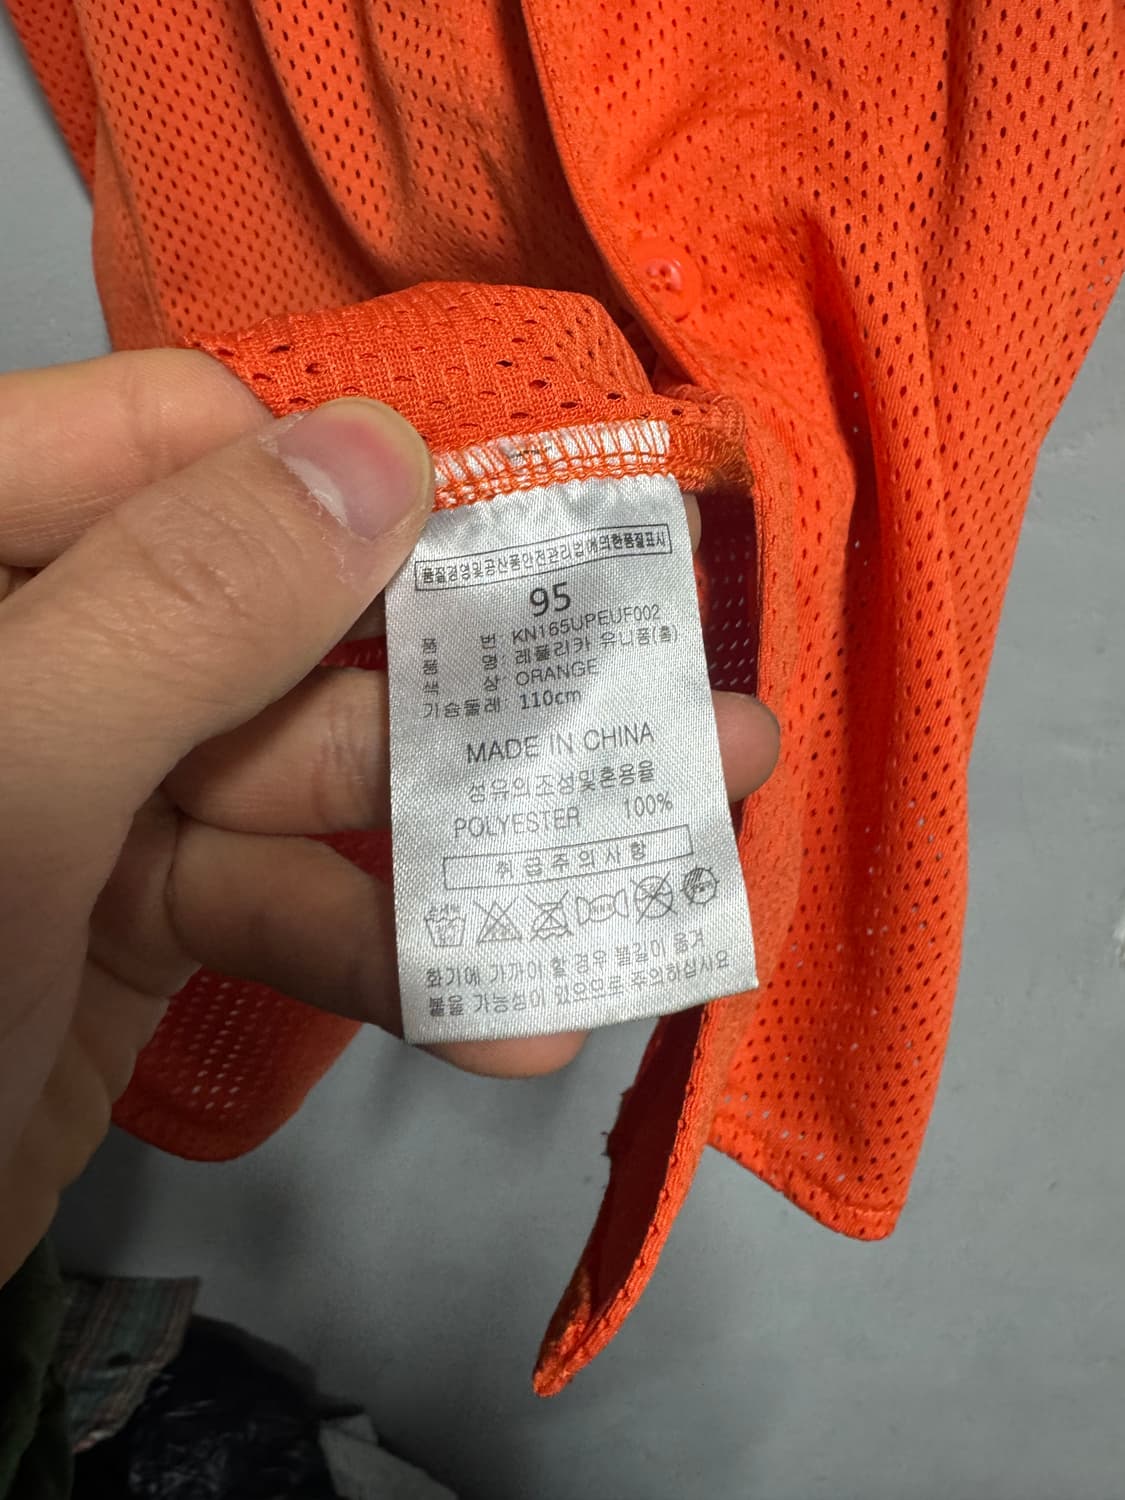 품질경영및공산품안전관리법에의한품질표시
95
품 번: KN165UPEUF002
품 명: 레플리카 유니폼(홈)
색 상: ORANGE
가슴둘레: 110cm
MADE IN CHINA
섬유의조성및혼용율
POLYESTER 100%
취급주의사항
화기에 가까이 할 경우 불길이 옮겨
붙을 가능성이 있으므로 주의하십시요